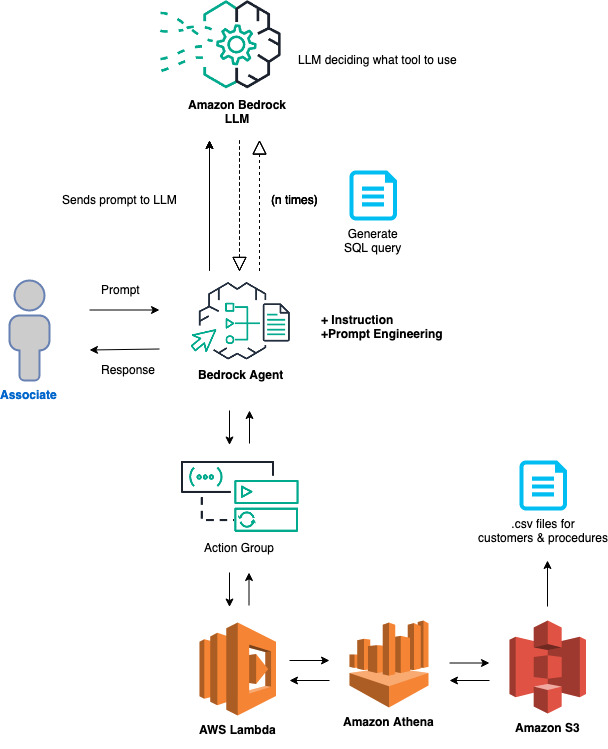 LLM deciding what tool to use
Amazon Bedrock
LLM
Sends prompt to LLM
(n times)
Generate
SQL query
Prompt
+ Instruction
+Prompt Engineering
Response
Bedrock Agent
Associate
Action Group
.csv files for
customers & procedures
AWS Lambda
Amazon Athena
Amazon S3